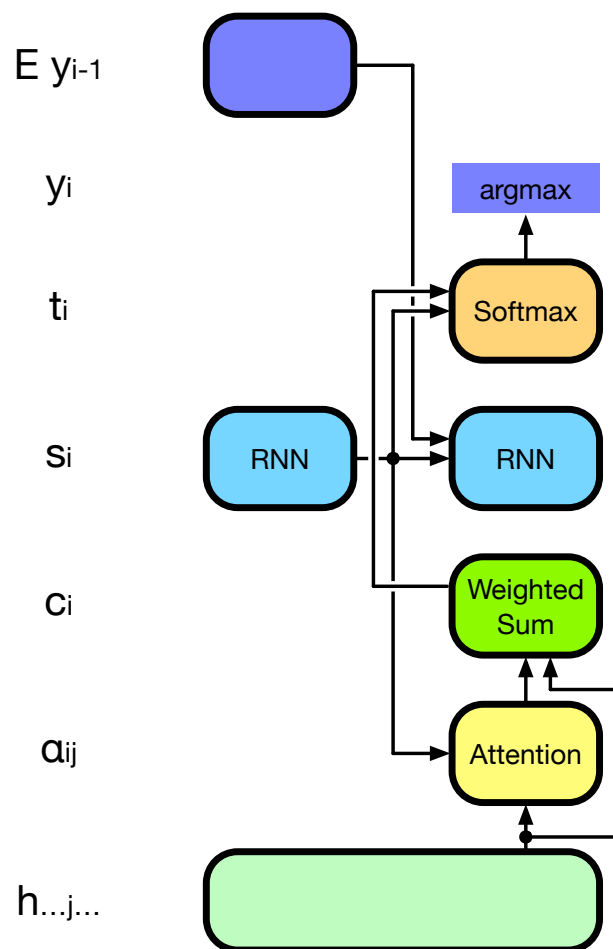 E yi-1
yi
argmax
ti
Softmax
si
RNN
RNN
ci
Weighted
Sum
αij
Attention
h...j...